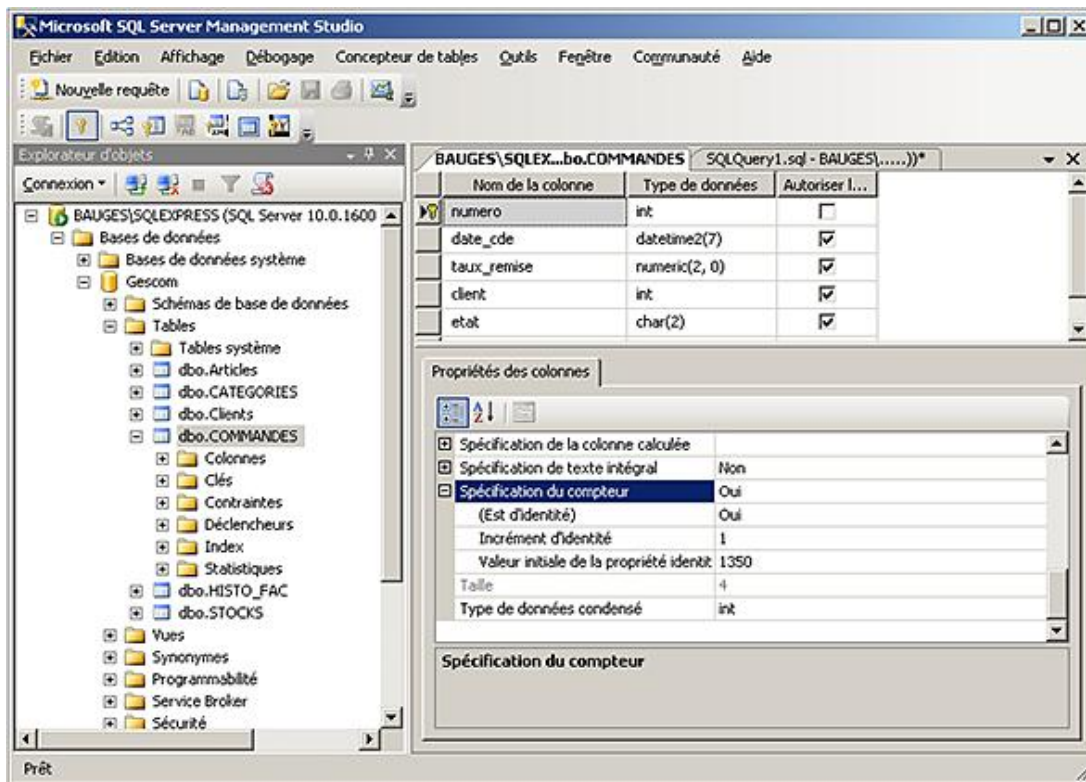 Microsoft SQL Server Management Studio
Fichier Edition Affichage Débogage Concepteur de tables Outils Fenêtre Communauté Aide
Nouvelle requête
Explorateur d'objets
Connexion
BAUGES\SQLEXPRESS (SQL Server 10.0.1600
Bases de données
Bases de données système
Gescom
Schémas de base de données
Tables
Tables système
dbo.Articles
dbo.CATEGORIES
dbo.Clients
dbo.COMMANDES
Colonnes
Clés
Contraintes
Déclencheurs
Index
Statistiques
dbo.HISTO_FAC
dbo.STOCKS
Vues
Synonymes
Programmabilité
Service Broker
Sécurité
BAUGES\SQLEX...bo.COMMANDES SQLQuery1.sql - BAUGES\.....))*
Nom de la colonne Type de données Autoriser l...
numero int
date_cde datetime2(7)
taux_remise numeric(2, 0)
client int
etat char(2)
Propriétés des colonnes
Spécification de la colonne calculée
Spécification de texte intégral Non
Spécification du compteur Oui
(Est d'identité) Oui
Incrément d'identité 1
Valeur initiale de la propriété identit 1350
Taille 4
Type de données condensé int
Spécification du compteur
Prêt